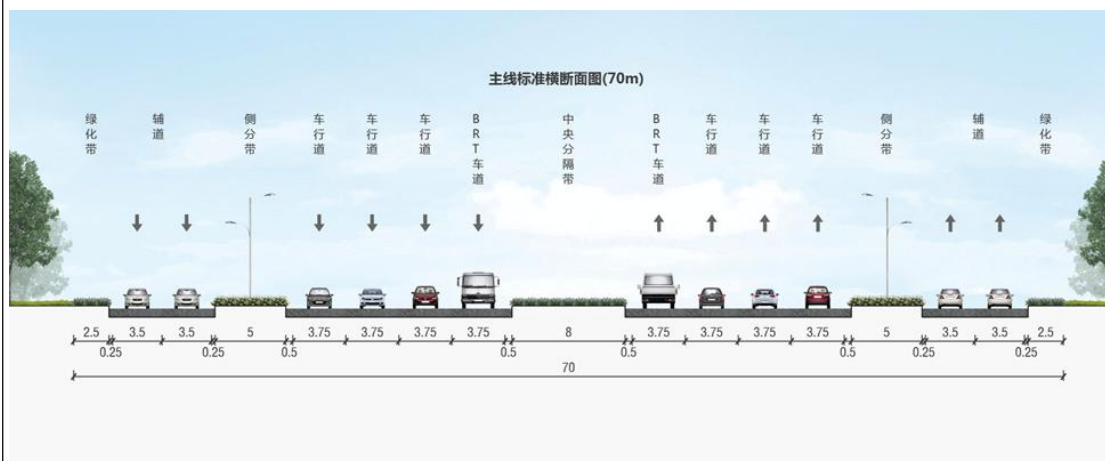 主线标准横断面图(70m)
绿化带 辅道 侧分带 车行道 车行道 车行道 BRT车道 中央分隔带 BRT车道 车行道 车行道 车行道 侧分带 辅道 绿化带
2.5 3.5 3.5 5 3.75 3.75 3.75 3.75 8 3.75 3.75 3.75 3.75 5 3.5 3.5 2.5
0.25 0.25 0.5 0.5 0.5 0.5 0.25 0.25
70